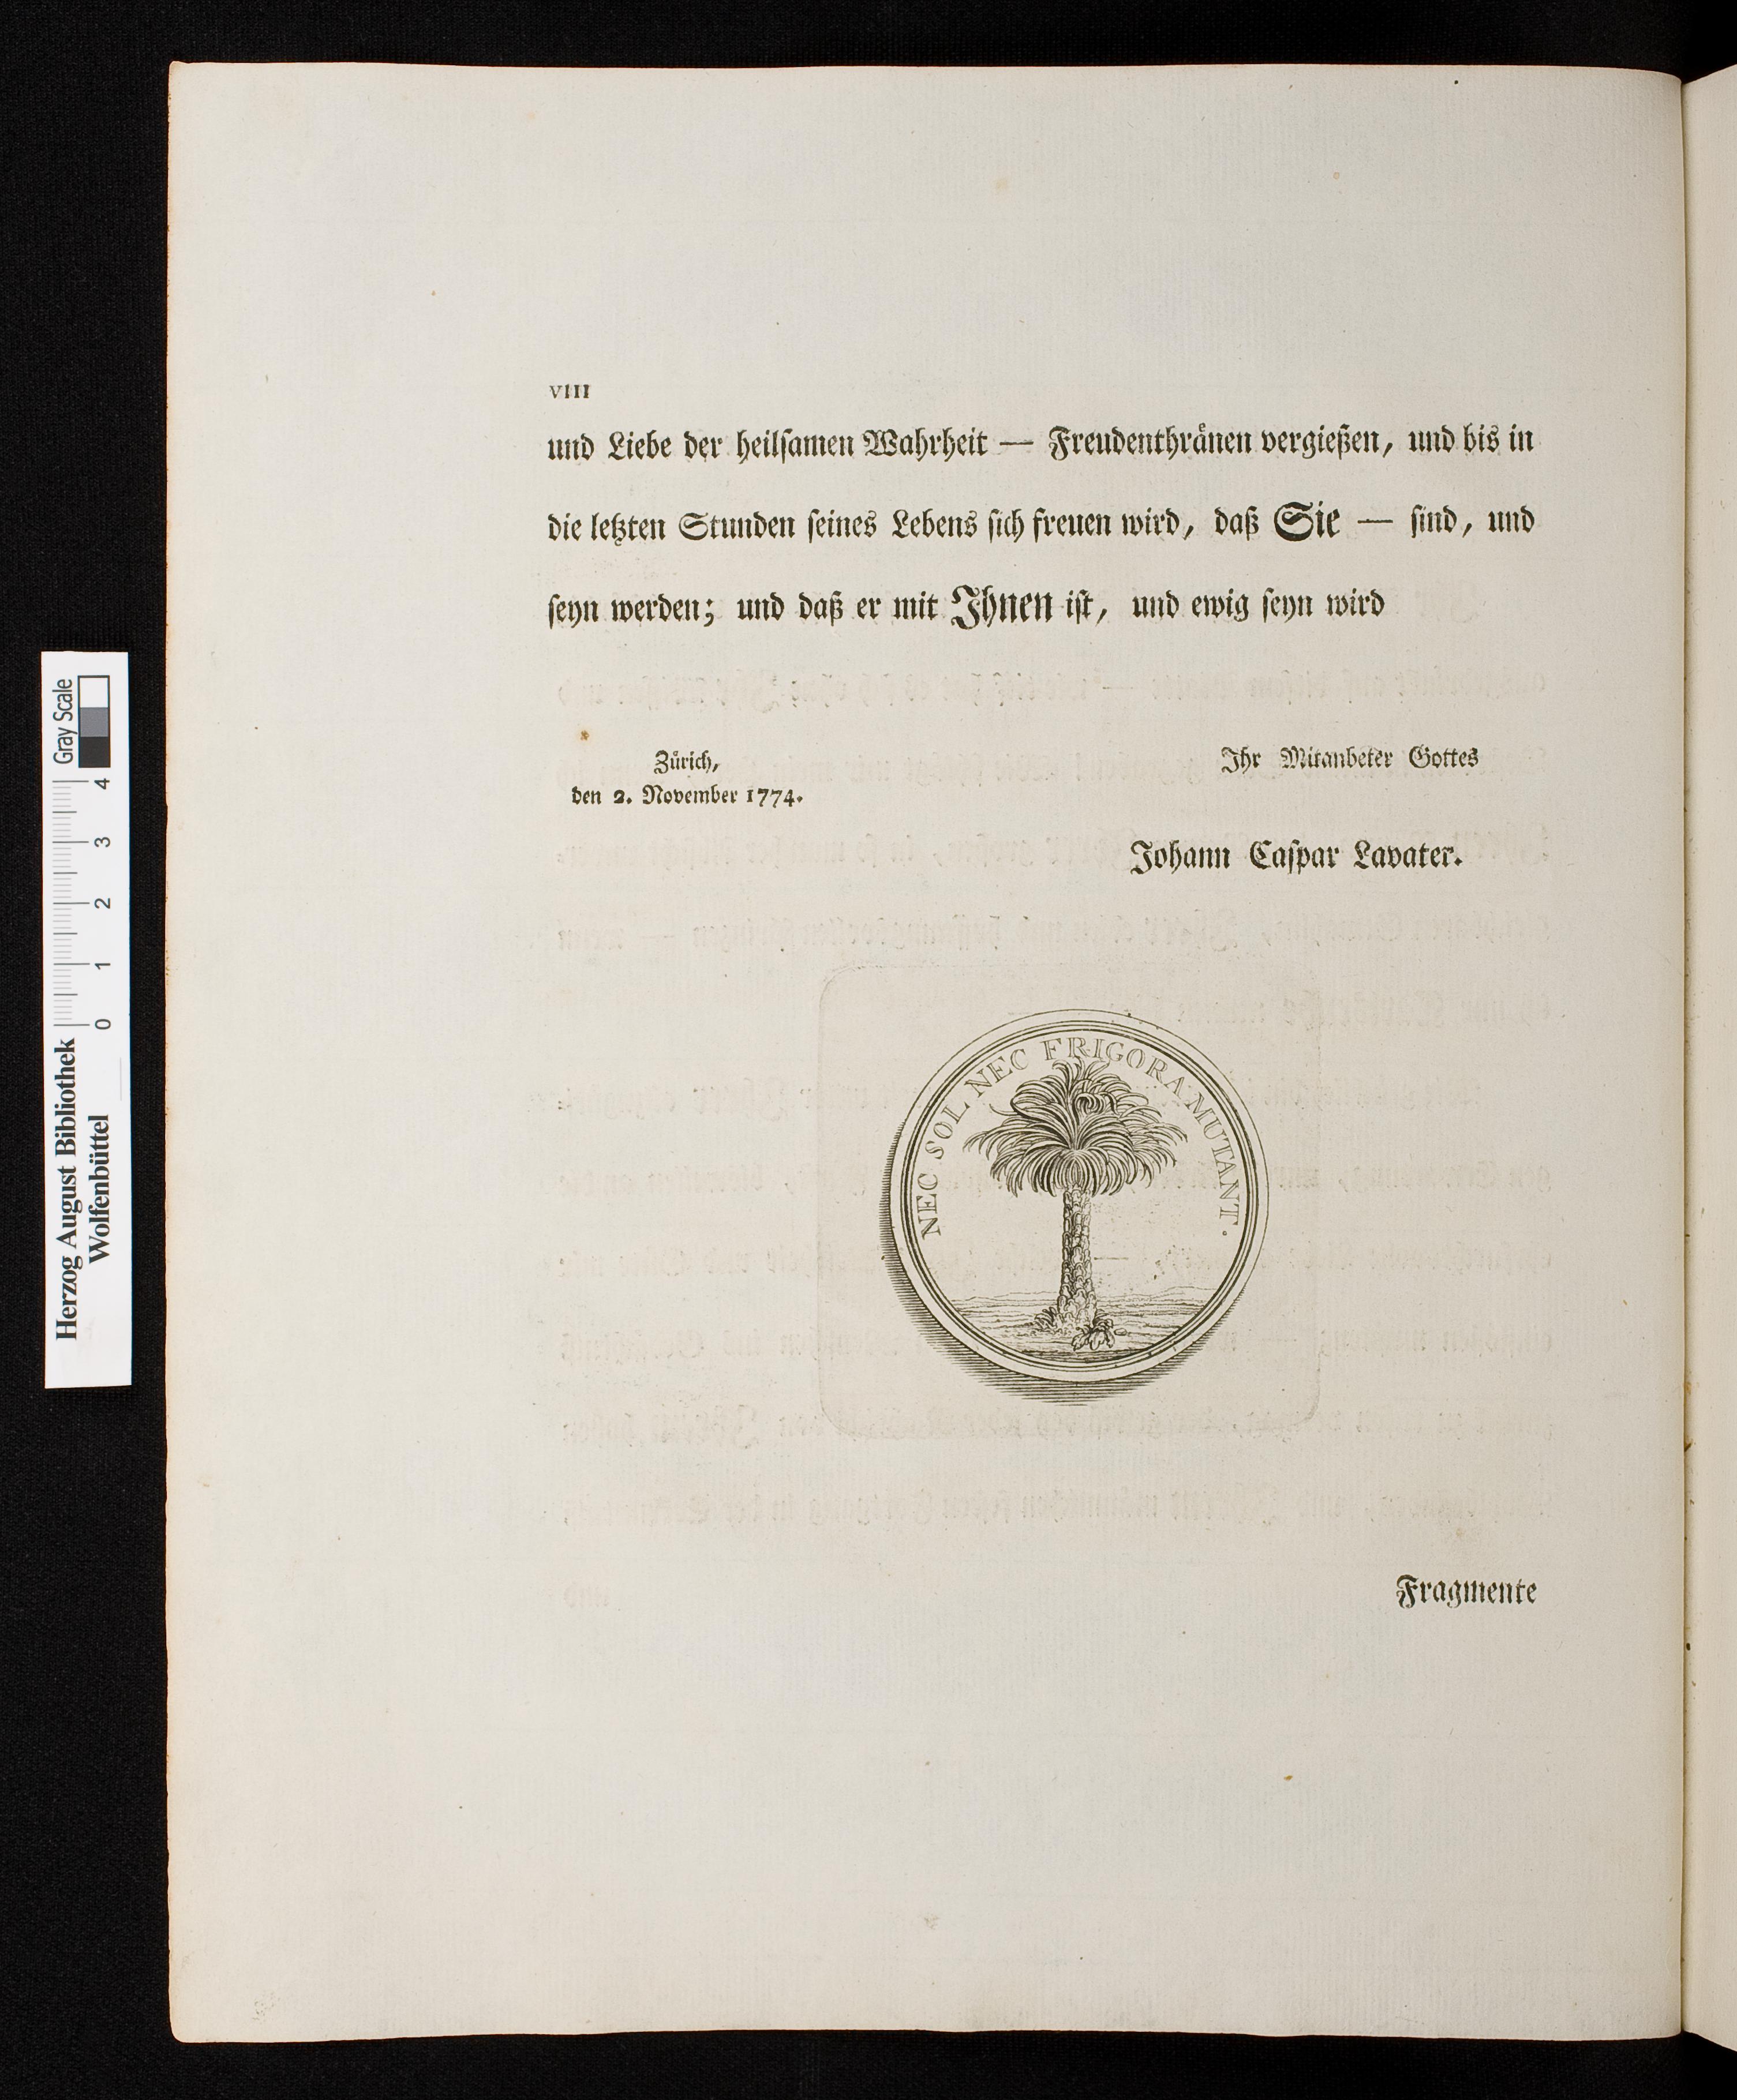 VIII
und Liebe der heilſamen Wahrheit — Freudenthränen vergießen, und bis in
die letzten Stunden ſeines Lebens ſich freuen wird, daß Sie — ſind, und
ſeyn werden; und daß er mit Ihnen iſt, und ewig ſeyn wird
Zürich,
den 2. November 1774.
Ihr Mitanbeter Gottes
Johann Caſpar Lavater.
NEC SOL NEC FRIGORA MUTANT.
Fragmente
Herzog August Bibliothek
Wolfenbüttel
0 1 2 3 4
Gray Scale